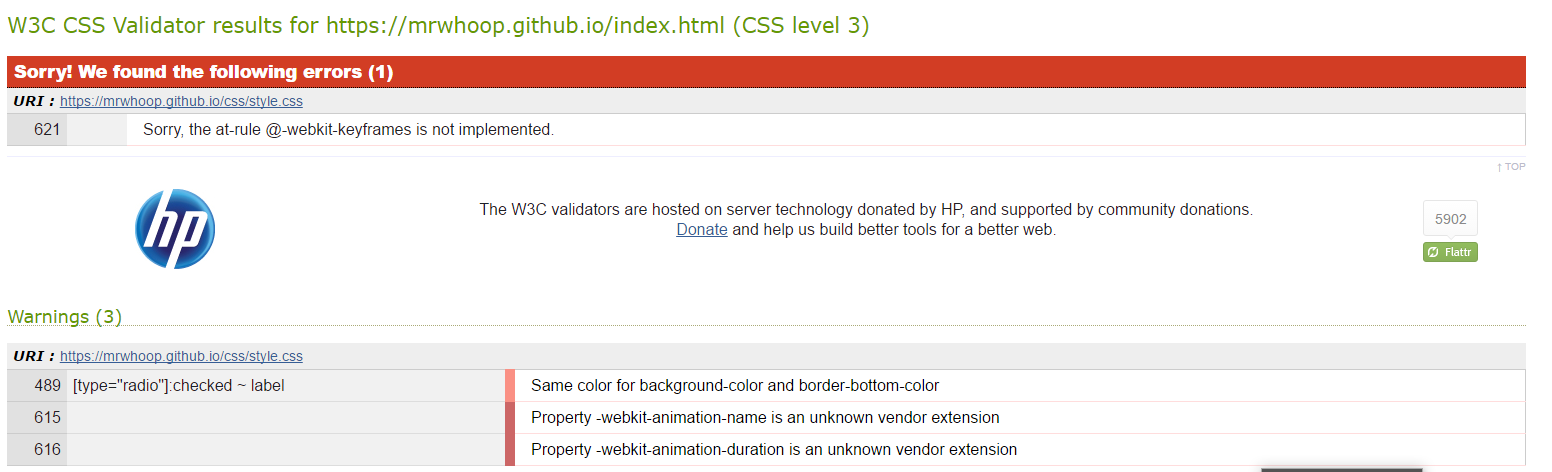 W3C CSS Validator results for https://mrwhoop.github.io/index.html (CSS level 3)
Sorry! We found the following errors (1)
URI : https://mrwhoop.github.io/css/style.css
621 Sorry, the at-rule @-webkit-keyframes is not implemented.
↑ TOP
hp
The W3C validators are hosted on server technology donated by HP, and supported by community donations.
Donate and help us build better tools for a better web.
5902
Flattr
Warnings (3)
URI : https://mrwhoop.github.io/css/style.css
489 [type="radio"]:checked ~ label Same color for background-color and border-bottom-color
615 Property -webkit-animation-name is an unknown vendor extension
616 Property -webkit-animation-duration is an unknown vendor extension